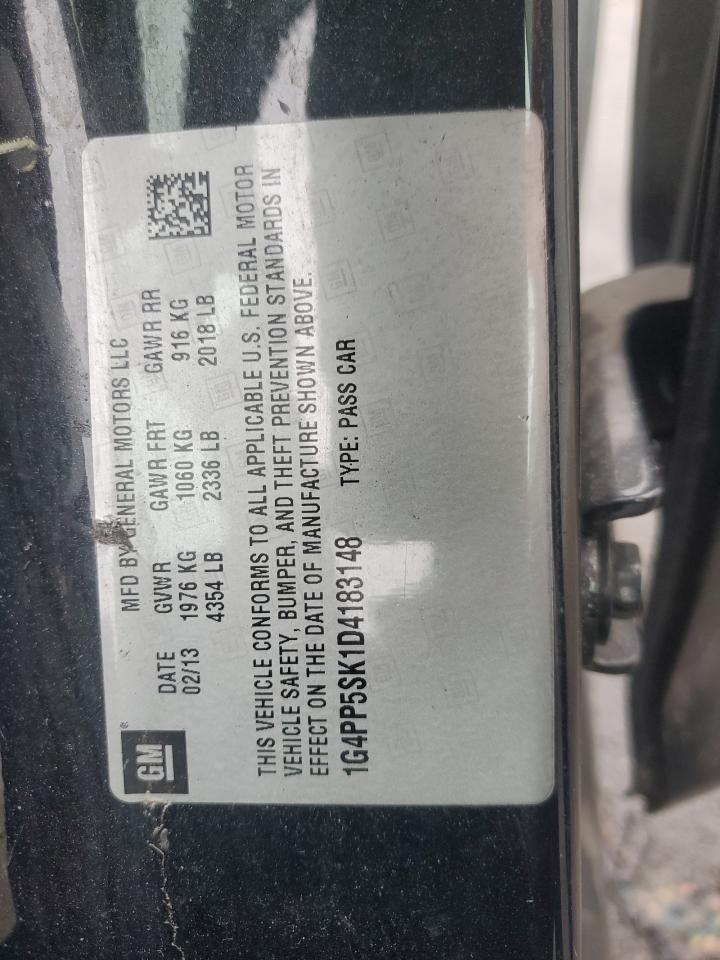 GM®
MFD BY GENERAL MOTORS LLC
DATE GVWR GAWR FRT GAWR RR
02/13 1976 KG 1060 KG 916 KG
4354 LB 2336 LB 2018 LB
THIS VEHICLE CONFORMS TO ALL APPLICABLE U.S. FEDERAL MOTOR
VEHICLE SAFETY, BUMPER, AND THEFT PREVENTION STANDARDS IN
EFFECT ON THE DATE OF MANUFACTURE SHOWN ABOVE.
1G4PP5SK1D4183148 TYPE: PASS CAR